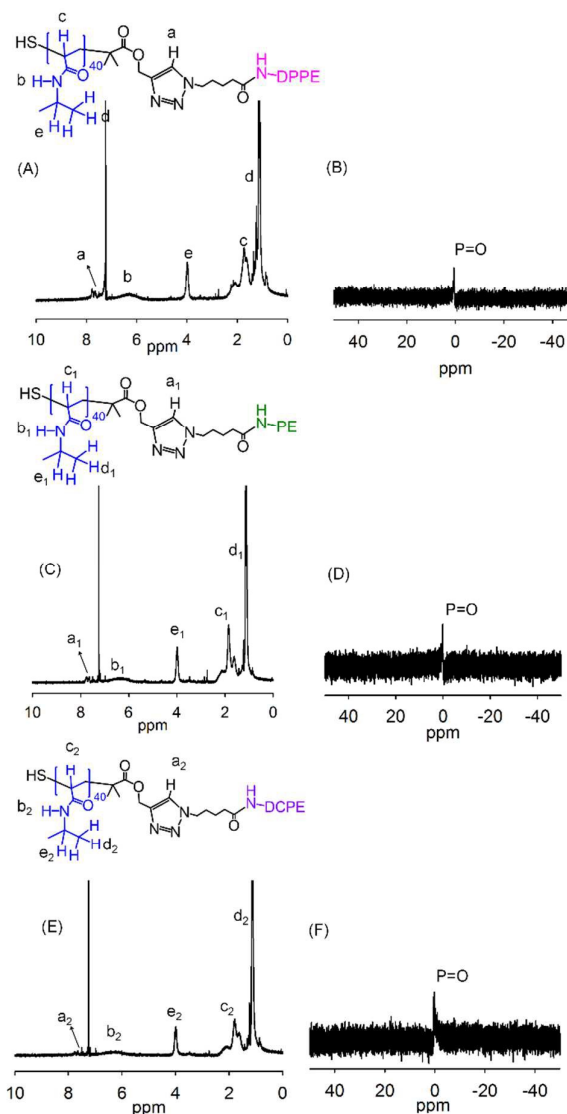 c
a
HS
H
O
O
H
H
N–DPPE
b H–N
O
40
N
N=N
O
H
e H H
d
(A)
(B)
d
P=O
a
b
e
c
10 8 6 4 2 0
ppm
40 20 0 -20 -40
ppm
c1
a1
HS
H
O
O
H
H
N–PE
b1 H–N
O
40
N
N=N
O
H
e1 H H d1
(C)
(D)
d1
P=O
a1
b1
e1
c1
10 8 6 4 2 0
ppm
40 20 0 -20 -40
ppm
c2
a2
HS
H
O
O
H
H
N–DCPE
b2 H–N
O
40
N
N=N
O
H
e2 H H d2
(E)
(F)
d2
P=O
a2
b2
e2
c2
10 8 6 4 2 0
ppm
40 20 0 -20 -40
ppm